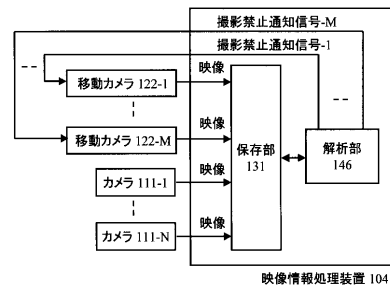 撮影禁止通知信号-M
撮影禁止通知信号-1
移動カメラ 122-1
映像
移動カメラ 122-M
映像
保存部
131
解析部
146
カメラ 111-1
映像
カメラ 111-N
映像
映像情報処理装置 104